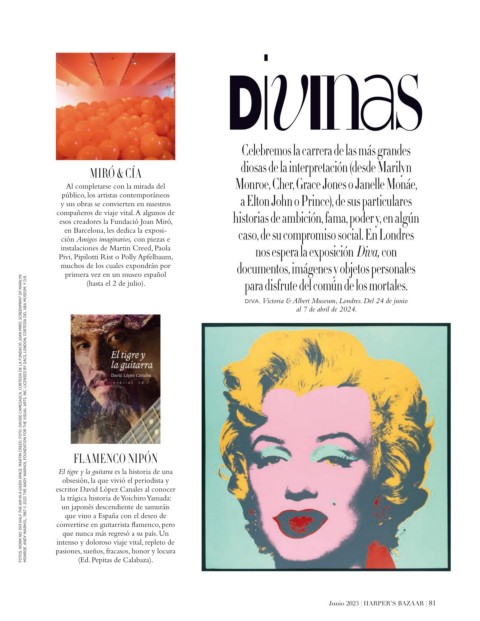 MIRÓ & CÍA
Al completarse con la mirada del
público, los artistas contemporáneos
y sus obras se convierten en nuestros
compañeros de viaje vital. A algunos de
esos creadores la Fundació Joan Miró,
en Barcelona, les dedica la exposi-
ción Amigos imaginarios, con piezas e
instalaciones de Martin Creed, Paola
Pivi, Pipilotti Rist o Polly Apfelbaum,
muchos de los cuales expondrán por
primera vez en un museo español
(hasta el 2 de julio).
El tigre y
la guitarra
David López Canales
FLAMENCO NIPÓN
El tigre y la guitarra es la historia de una
obsesión, la que vivió el periodista y
escritor David López Canales al conocer
la trágica historia de Yoichiro Yamada:
un japonés descendiente de samuráis
que vino a España con el deseo de
convertirse en guitarrista flamenco, pero
que nunca más regresó a su país. Un
intenso y doloroso viaje vital, repleto de
pasiones, sueños, fracasos, honor y locura
(Ed. Pepitas de Calabaza).
Divinas
Celebremos la carrera de las más grandes
diosas de la interpretación (desde Marilyn
Monroe, Cher, Grace Jones o Janelle Monáe,
a Elton John o Prince), de sus particulares
historias de ambición, fama, poder y, en algún
caso, de su compromiso social. En Londres
nos espera la exposición Diva, con
documentos, imágenes y objetos personales
para disfrute del común de los mortales.
DIVA. Victoria & Albert Museum, Londres. Del 24 de junio
al 7 de abril de 2024.
Junio 2023 | HARPER'S BAZAAR | 81